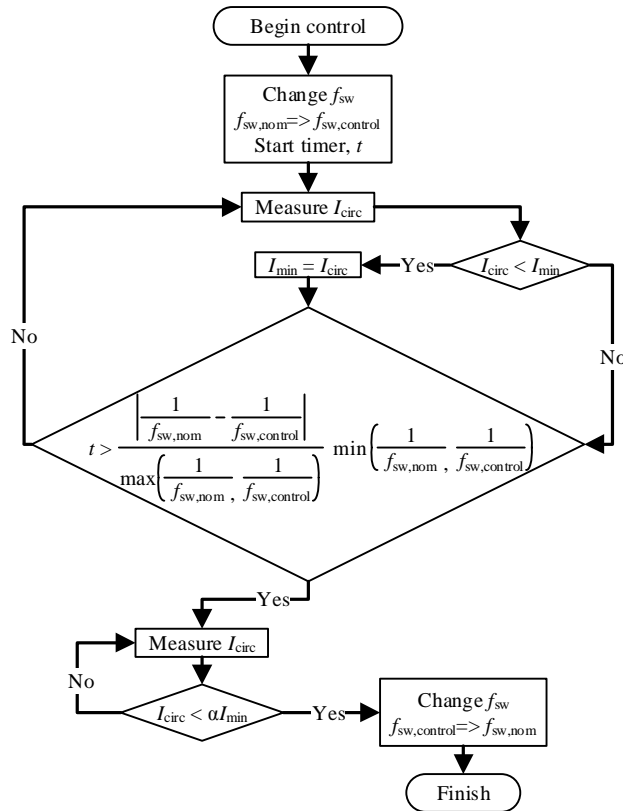 Begin control
Change fsw
fsw,nom=>fsw,control
Start timer, t
Measure Icirc
Icirc < Imin
Yes
Imin = Icirc
No
No
t > | 1/fsw,nom − 1/fsw,control | / max(1/fsw,nom , 1/fsw,control) min(1/fsw,nom , 1/fsw,control)
Yes
Measure Icirc
No
Icirc < αImin
Yes
Change fsw
fsw,control=>fsw,nom
Finish